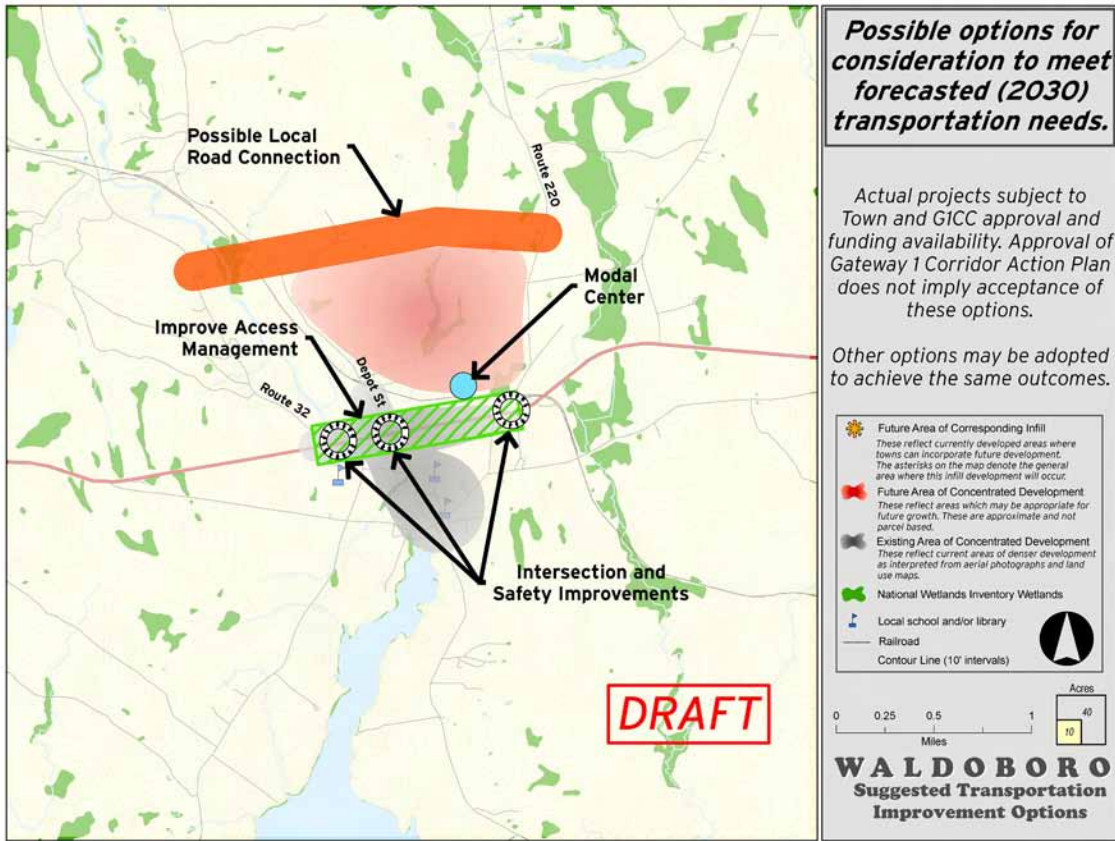 Possible Local
Road Connection
Route 220
Modal
Center
Improve Access
Management
Depot St
Route 32
Intersection and
Safety Improvements
DRAFT
Possible options for
consideration to meet
forecasted (2030)
transportation needs.
Actual projects subject to
Town and G1CC approval and
funding availability. Approval of
Gateway 1 Corridor Action Plan
does not imply acceptance of
these options.
Other options may be adopted
to achieve the same outcomes.
Future Area of Corresponding Infill
These reflect currently developed areas where
towns can incorporate future development.
The asterisks on the map denote the general
area where this infill development will occur.
Future Area of Concentrated Development
These reflect areas which may be appropriate for
future growth. These are approximate and not
parcel based.
Existing Area of Concentrated Development
These reflect current areas of denser development
as interpreted from aerial photographs and land
use maps.
National Wetlands Inventory Wetlands
Local school and/or library
Railroad
Contour Line (10' intervals)
Acres
40
10
0 0.25 0.5 1
Miles
WALDOBORO
Suggested Transportation
Improvement Options